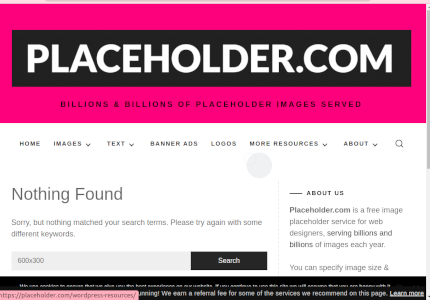 PLACEHOLDER.COM
BILLIONS & BILLIONS OF PLACEHOLDER IMAGES SERVED
HOME IMAGES TEXT BANNER ADS LOGOS MORE RESOURCES ABOUT
Nothing Found
Sorry, but nothing matched your search terms. Please try again with some
different keywords.
600x300 Search
ABOUT US
Placeholder.com is a free image
placeholder service for web
designers, serving billions and
billions of images each year.
You can specify image size &
We use cookies to ensure that we give you the best experience on our website. If you continue to use this site we will assume that you are happy with it.
https://placeholder.com/wordpress-resources/
running! We earn a referral fee for some of the services we recommend on this page. Learn more